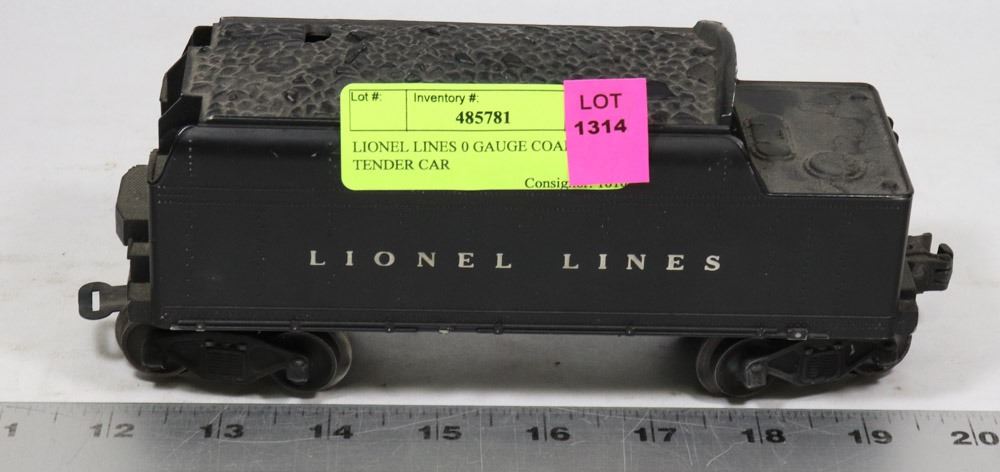 Lot #:
Inventory #:
485781
LOT
1314
LIONEL LINES 0 GAUGE
TENDER CAR
LIONEL LINES
12 13 14 15 16 17 18 19 20